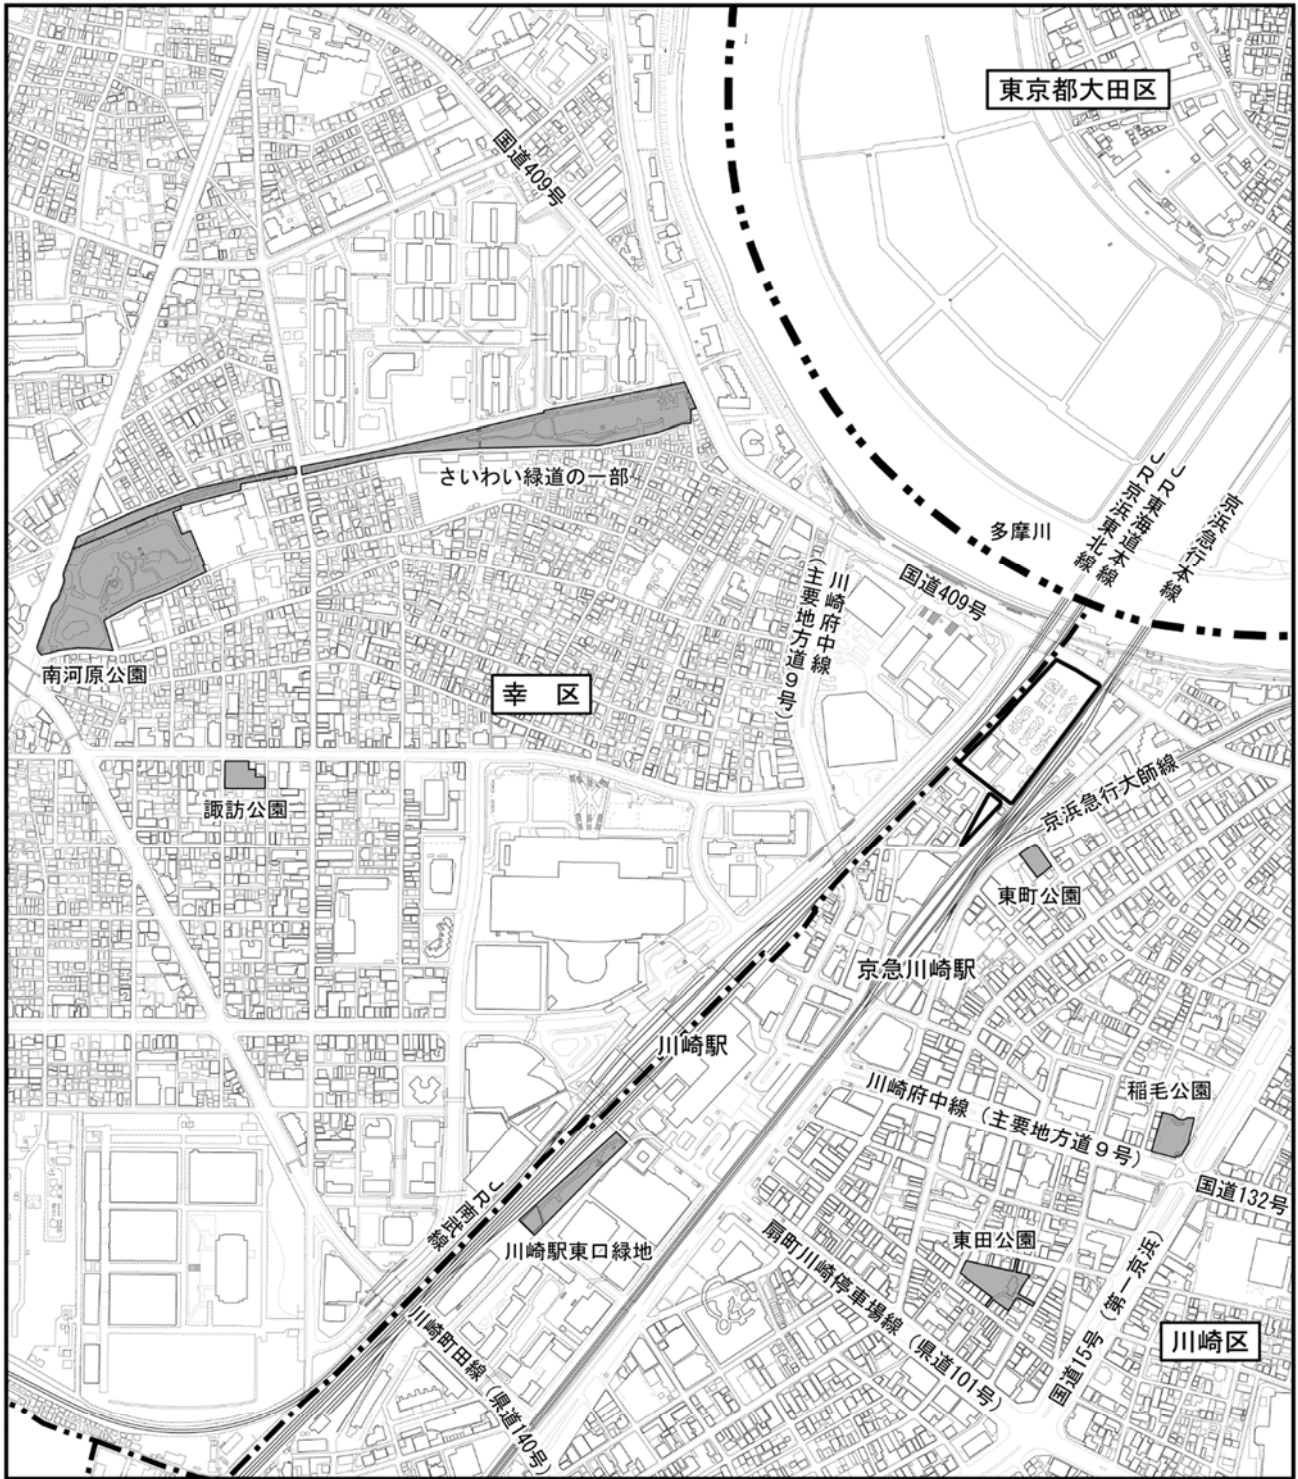 東京都大田区
国道409号
さいわい緑道の一部
JR東海道本線
JR京浜東北線
京浜急行本線
多摩川
国道409号
川崎府中線
(主要地方道9号)
南河原公園
幸 区
諏訪公園
京浜急行大師線
東町公園
京急川崎駅
川崎駅
川崎府中線 (主要地方道9号)
稲毛公園
国道132号
JR南武線
川崎駅東口緑地
扇町川崎停車場線 (県道101号)
東田公園
国道15号 (第一京浜)
川崎区
川崎町田線 (県道140号)